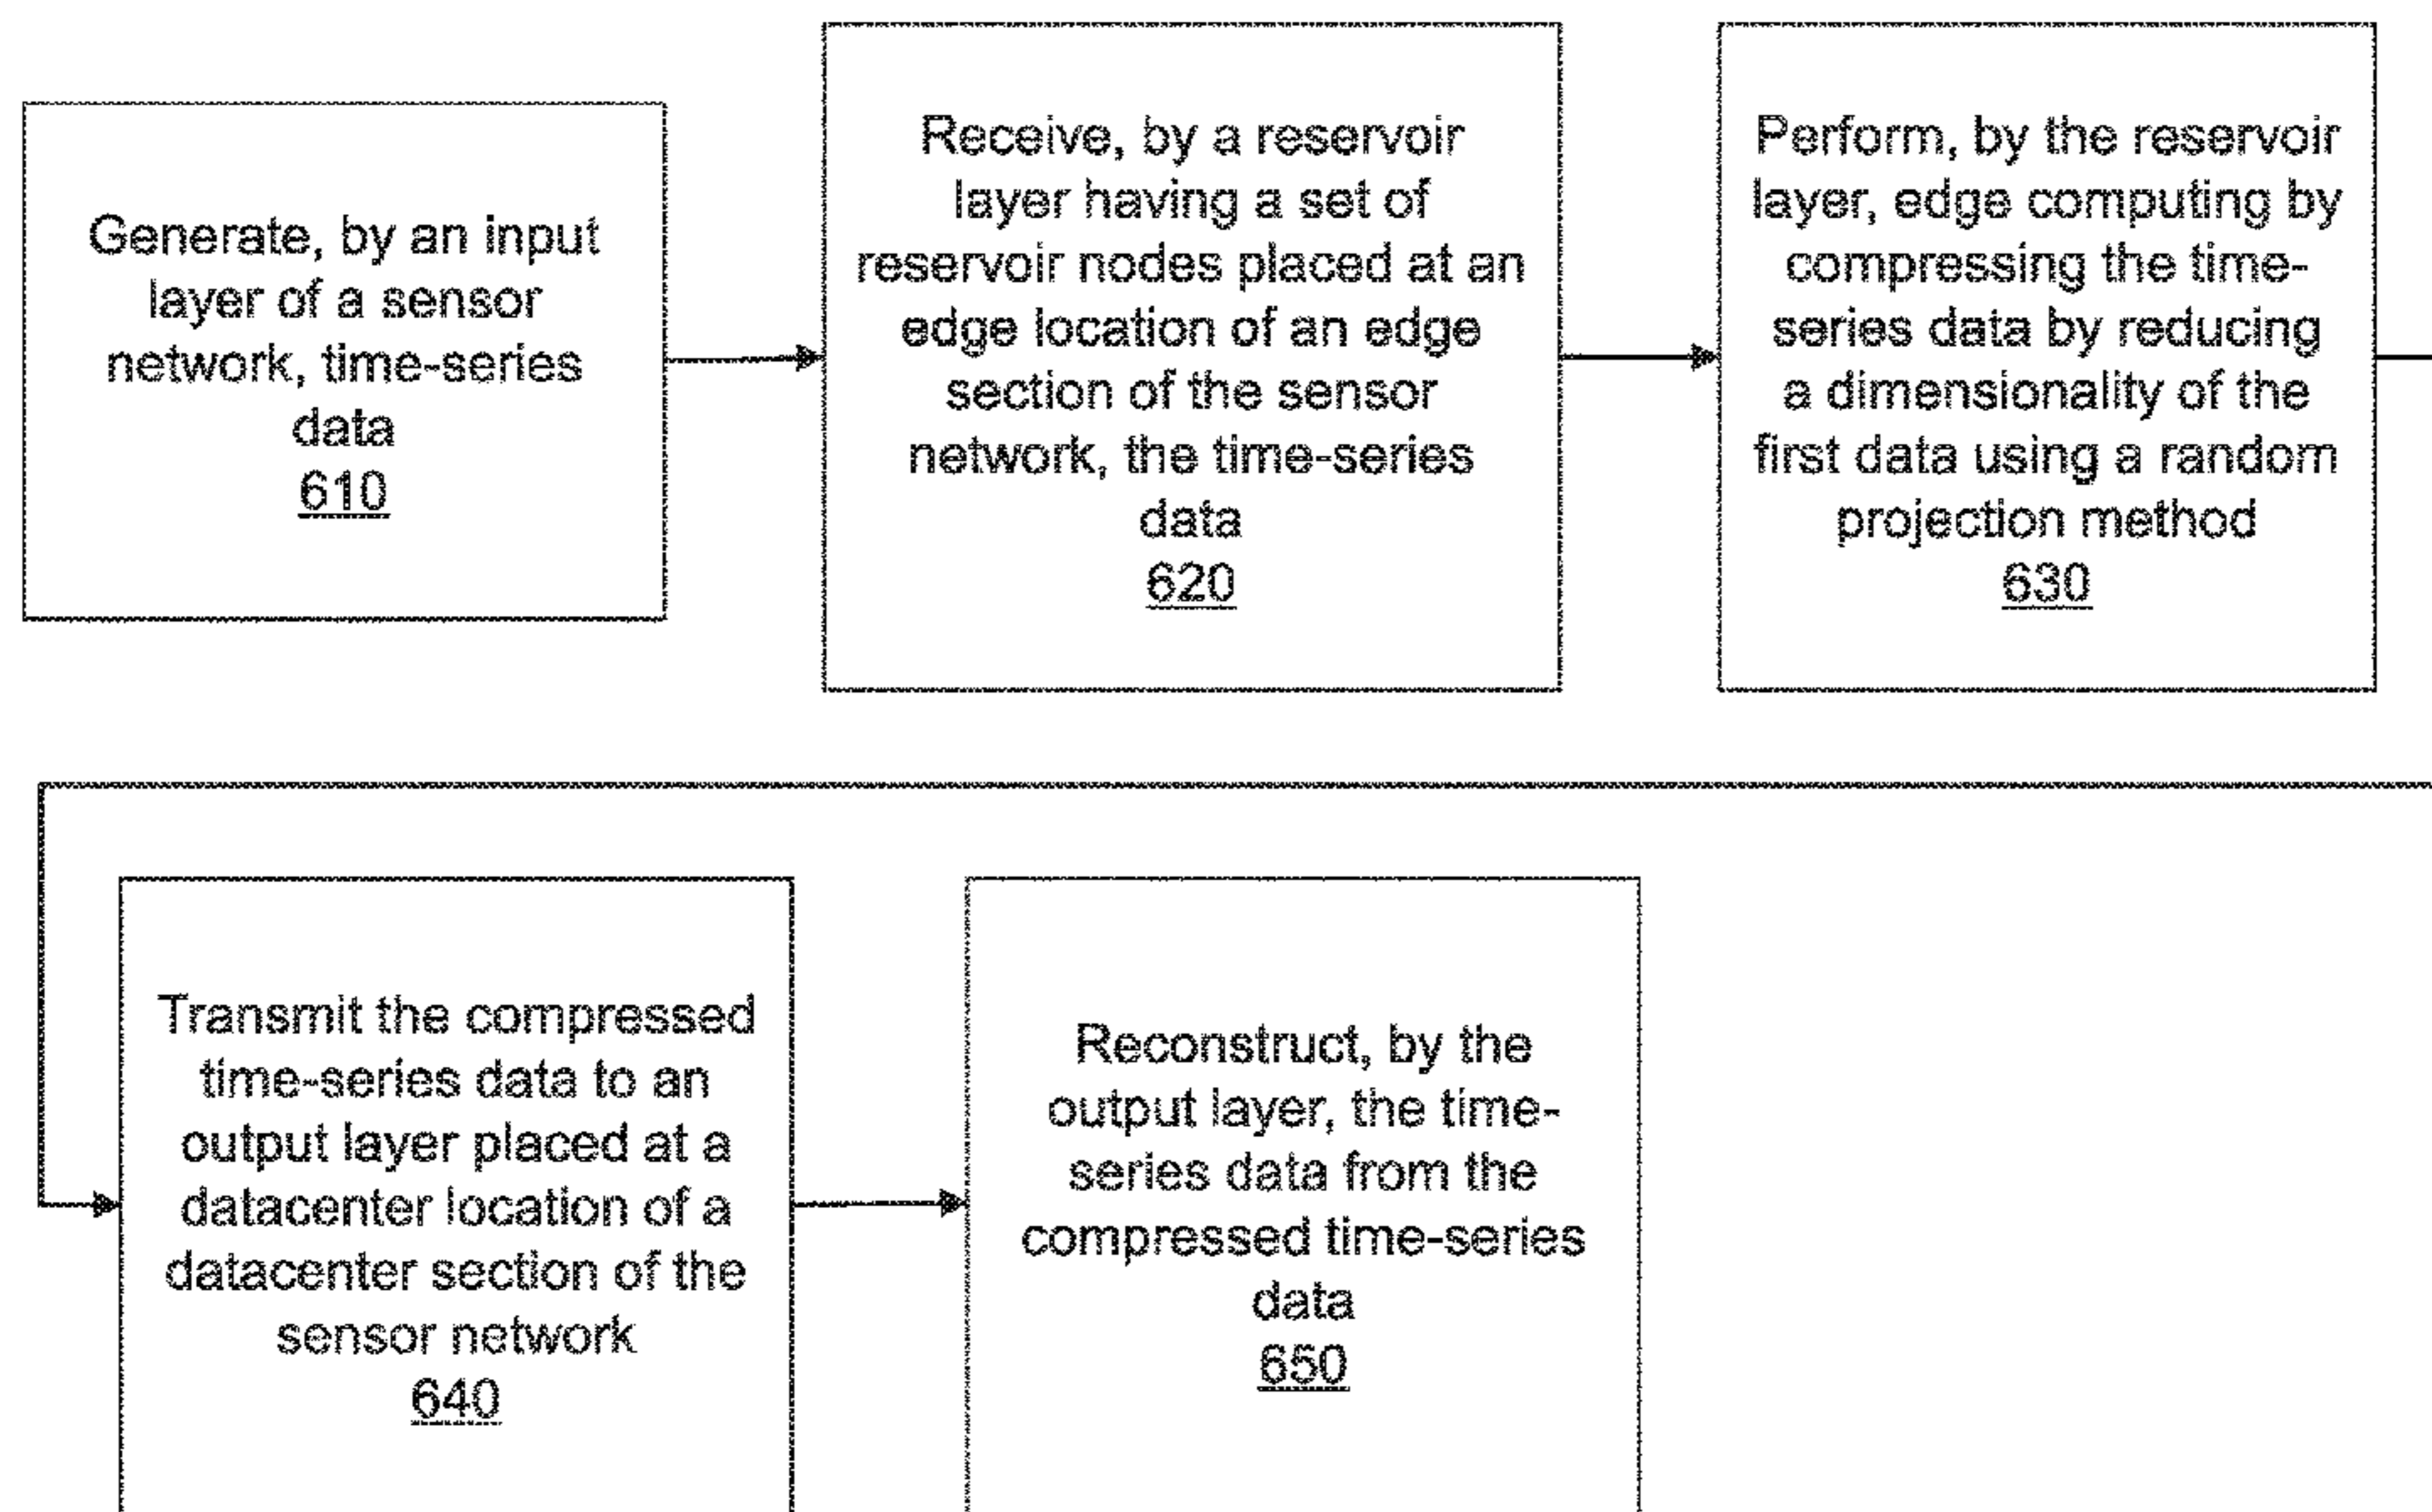 Generate, by an input
layer of a sensor
network, time-series
data
610
Receive, by a reservoir
layer having a set of
reservoir nodes placed at an
edge location of an edge
section of the sensor
network, the time-series
data
620
Perform, by the reservoir
layer, edge computing by
compressing the time-
series data by reducing
a dimensionality of the
first data using a random
projection method
630
Transmit the compressed
time-series data to an
output layer placed at a
datacenter location of a
datacenter section of the
sensor network
640
Reconstruct, by the
output layer, the time-
series data from the
compressed time-series
data
650